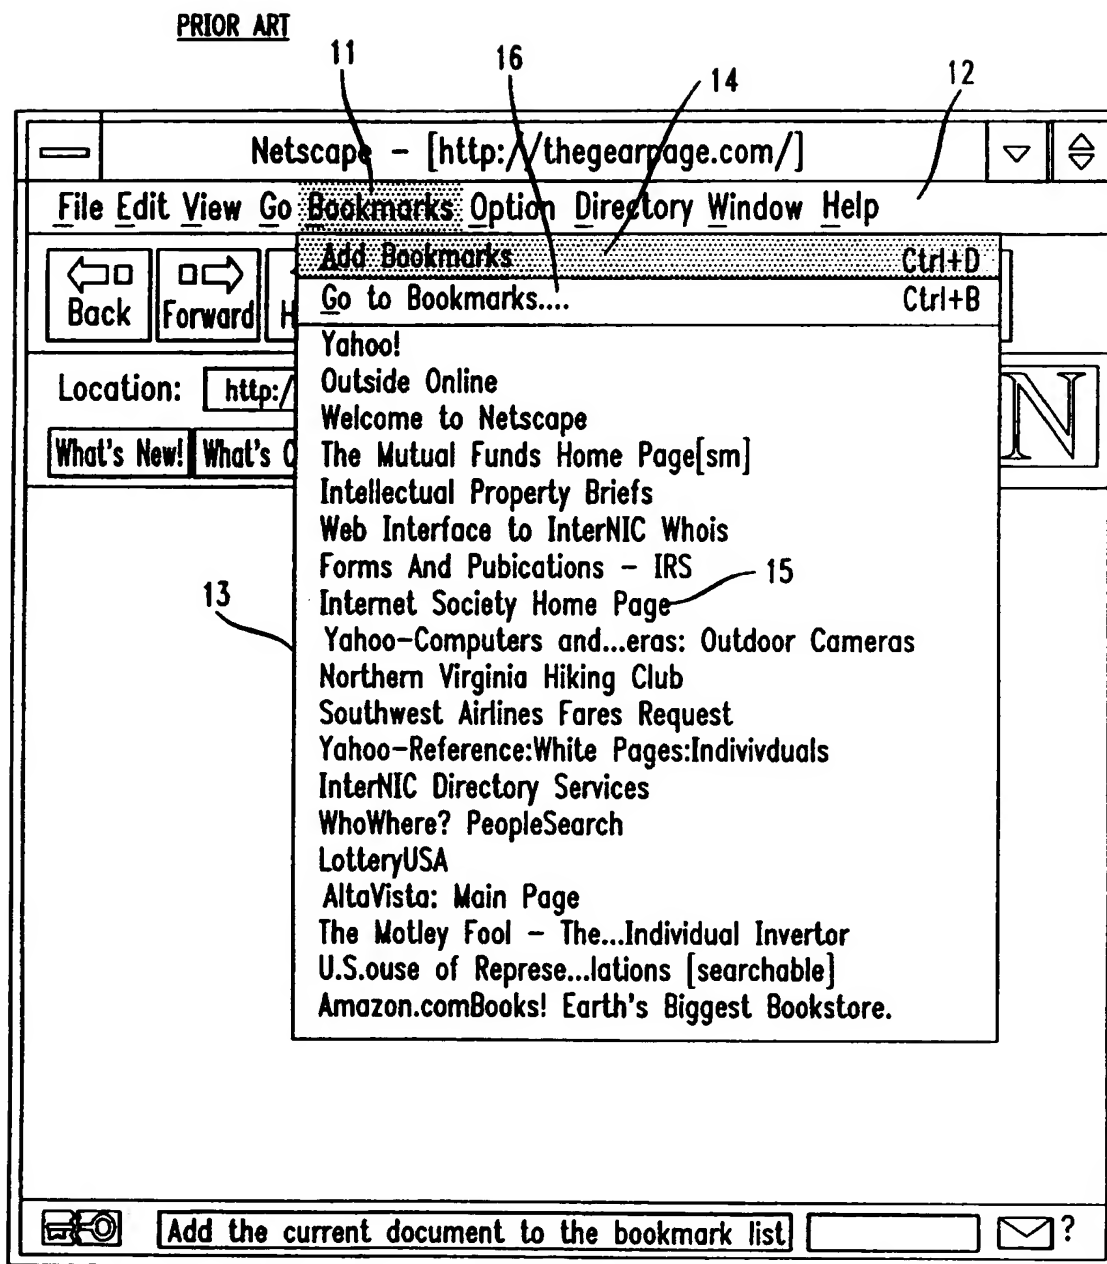 PRIOR ART
11
16
14
12
Netscape - [http://thegearpage.com/]
File Edit View Go Bookmarks Option Directory Window Help
Add Bookmarks Ctrl+D
Go to Bookmarks.... Ctrl+B
Back
Forward
H
Yahoo!
Outside Online
Location: http:/
N
Welcome to Netscape
What's New! What's C
The Mutual Funds Home Page[sm]
Intellectual Property Briefs
Web Interface to InterNIC Whois
Forms And Pubications - IRS
15
13
Internet Society Home Page
Yahoo-Computers and...eras: Outdoor Cameras
Northern Virginia Hiking Club
Southwest Airlines Fares Request
Yahoo-Reference:White Pages:Indivivduals
InterNIC Directory Services
WhoWhere? PeopleSearch
LotteryUSA
AltaVista: Main Page
The Motley Fool - The...Individual Invertor
U.S.ouse of Represe...lations [searchable]
Amazon.comBooks! Earth's Biggest Bookstore.
Add the current document to the bookmark list
?